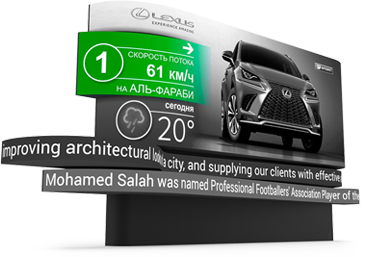 LEXUS
EXPERIENCE AMAZING
1
СКОРОСТЬ ПОТОКА
61 км/ч
НА АЛЬ-ФАРАБИ
сегодня
20°
improving architectural look
a city, and supplying our clients with effective
Mohamed Salah was named Professional Footballers' Association Player of the